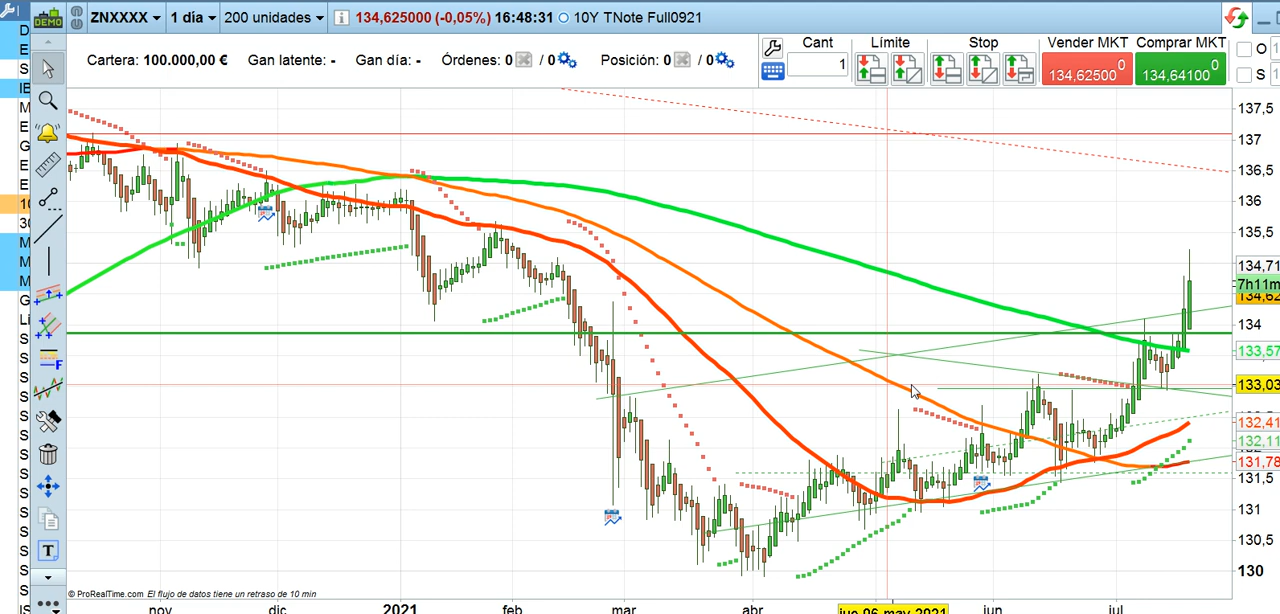 DEMO ZNXXXX 1 día 200 unidades 134,625000 (-0,05%) 16:48:31 10Y TNote Full0921
Cartera: 100.000,00 € Gan latente: - Gan día: - Órdenes: 0 / 0 Posición: 0 / 0
Cant Límite Stop Vender MKT Comprar MKT
1
0 0
134,62500 134,64100
O
S
137,5
137
136,5
136
135,5
134,71
7h11m
134,62
134
133,57
133,03
132,41
132,11
131,78
131,5
131
130,5
130
D
E
S
IE
M
E
G
E
E
10
30
M
M
M
G
Li
S
S
S
S
S
S
S
S
S
S
S
S
S
S
IS
F
T
© ProRealTime.com El flujo de datos tiene un retraso de 10 min
nov dic 2021 feb mar abr jue 06 may 2021 jun jul